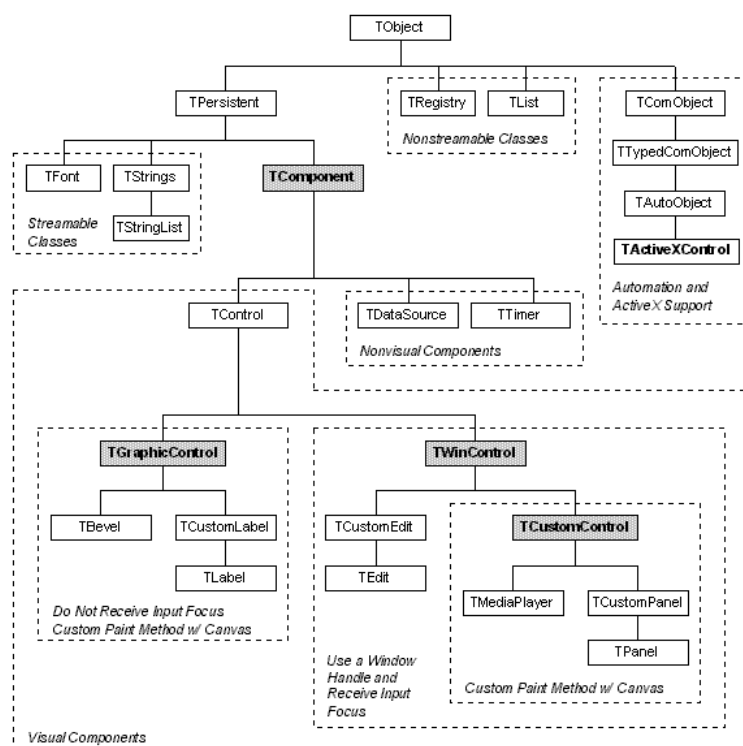 TObject
TPersistent
TRegistry
TList
TComObject
Nonstreamable Classes
TTypedComObject
TFont
TStrings
TComponent
TAutoObject
Streamable
Classes
TStringList
TActiveXControl
Automation and
ActiveX Support
TControl
TDataSource
TTimer
Nonvisual Components
TGraphicControl
TWinControl
TBevel
TCustomLabel
TCustomEdit
TCustomControl
TLabel
TEdit
TMediaPlayer
TCustomPanel
Do Not Receive Input Focus
Custom Paint Method w/ Canvas
TPanel
Use a Window
Handle and
Receive Input
Focus
Custom Paint Method w/ Canvas
Visual Components